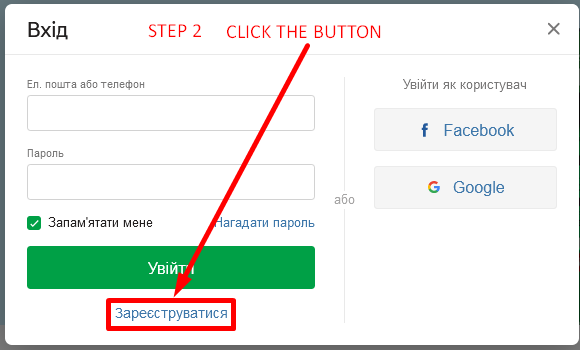 Вхід
STEP 2 CLICK THE BUTTON
Ел. пошта або телефон
Пароль
Запам'ятати мене
Нагадати пароль
Увійти
Зареєструватися
або
Увійти як користувач
Facebook
Google